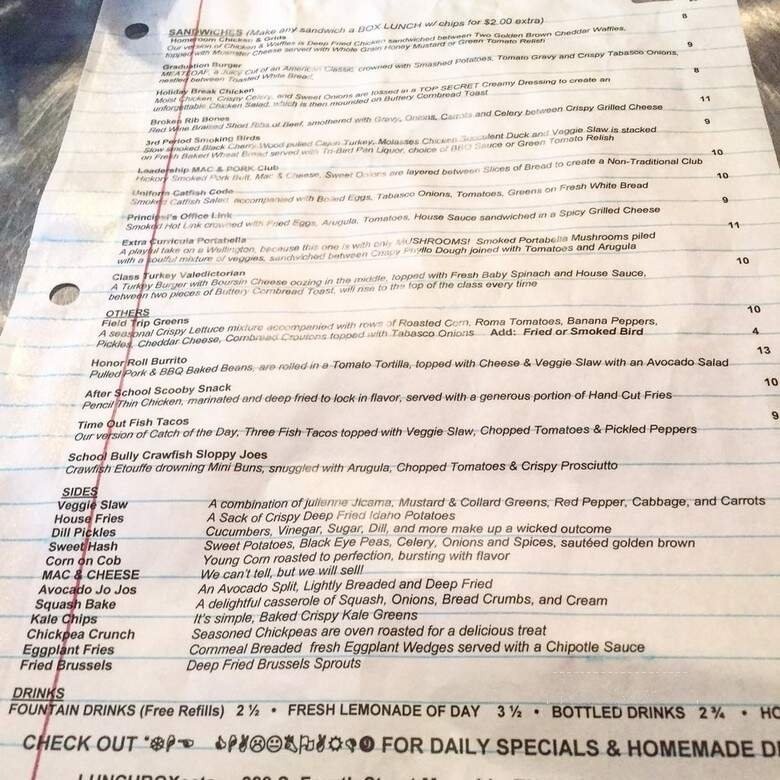 SANDWICHES (Make any sandwich a BOX LUNCH w/ chips for $2.00 extra)
Homeroom Chicken & Grids 8
Our version of Chicken & Waffles is Deep Fried Chicken sandwiched between Two Golden Brown Cheddar Waffles,
topped with Muenster Cheese served with Whole Grain Honey Mustard or Green Tomato Relish
Graduation Burger 9
MEATLOAF, a Juicy Cut of an American Classic crowned with Smashed Potatoes, Tomato Gravy and Crispy Tabasco Onions,
nestled between Toasted White Bread
Holiday Break Chicken 8
Moist Chicken, Crispy Celery, and Sweet Onions are tossed in a TOP SECRET Creamy Dressing to create an
unforgettable Chicken Salad, which is then mounded on Buttery Cornbread Toast
Broken Rib Bones 11
Red Wine Braised Short Ribs of Beef, smothered with Gravy, Onions, Carrots and Celery between Crispy Grilled Cheese
3rd Period Smoking Birds 9
Slow smoked Black Cherry Wood pulled Cajun Turkey, Molasses Chicken, Succulent Duck and Veggie Slaw is stacked
on Fresh Baked Wheat Bread served with Tri-Bird Pan Liquor, choice of BBQ Sauce or Green Tomato Relish
Leadership MAC & PORK Club 10
Hickory Smoked Pork Butt, Mac & Cheese, Sweet Onions are layered between Slices of Bread to create a Non-Traditional Club
Uniform Catfish Code 10
Smoked Catfish Salad accompanied with Boiled Eggs, Tabasco Onions, Tomatoes, Greens on Fresh White Bread
Principal's Office Link 9
Smoked Hot Link crowned with Fried Eggs, Arugula, Tomatoes, House Sauce sandwiched in a Spicy Grilled Cheese
Extra Curricula Portabella 11
A playful take on a Wellington, because this one is with only MUSHROOMS! Smoked Portabella Mushrooms piled
with a soulful mixture of veggies, sandwiched between Crispy Phyllo Dough joined with Tomatoes and Arugula
Class Turkey Valedictorian 10
A Turkey Burger with Boursin Cheese oozing in the middle, topped with Fresh Baby Spinach and House Sauce,
between two pieces of Buttery Cornbread Toast, will rise to the top of the class every time
OTHERS
Field Trip Greens 10
A seasonal Crispy Lettuce mixture accompanied with rows of Roasted Corn, Roma Tomatoes, Banana Peppers,
Pickles, Cheddar Cheese, Cornbread Croutons topped with Tabasco Onions Add: Fried or Smoked Bird 4
Honor Roll Burrito 13
Pulled Pork & BBQ Baked Beans, are rolled in a Tomato Tortilla, topped with Cheese & Veggie Slaw with an Avocado Salad
After School Scooby Snack 10
Pencil Thin Chicken, marinated and deep fried to lock in flavor, served with a generous portion of Hand Cut Fries
Time Out Fish Tacos 9
Our version of Catch of the Day, Three Fish Tacos topped with Veggie Slaw, Chopped Tomatoes & Pickled Peppers
School Bully Crawfish Sloppy Joes
Crawfish Etouffe drowning Mini Buns, snuggled with Arugula, Chopped Tomatoes & Crispy Prosciutto
SIDES
Veggie Slaw A combination of julienne Jicama, Mustard & Collard Greens, Red Pepper, Cabbage, and Carrots
House Fries A Sack of Crispy Deep Fried Idaho Potatoes
Dill Pickles Cucumbers, Vinegar, Sugar, Dill, and more make up a wicked outcome
Sweet Hash Sweet Potatoes, Black Eye Peas, Celery, Onions and Spices, sautéed golden brown
Corn on Cob Young Corn roasted to perfection, bursting with flavor
MAC & CHEESE We can't tell, but we will sell!
Avocado Jo Jos An Avocado Split, Lightly Breaded and Deep Fried
Squash Bake A delightful casserole of Squash, Onions, Bread Crumbs, and Cream
Kale Chips It's simple, Baked Crispy Kale Greens
Chickpea Crunch Seasoned Chickpeas are oven roasted for a delicious treat
Eggplant Fries Cornmeal Breaded fresh Eggplant Wedges served with a Chipotle Sauce
Fried Brussels Deep Fried Brussels Sprouts
DRINKS
FOUNTAIN DRINKS (Free Refills) 2 ½ • FRESH LEMONADE OF DAY 3 ½ • BOTTLED DRINKS 2 ¾ • HO
CHECK OUT FOR DAILY SPECIALS & HOMEMADE D